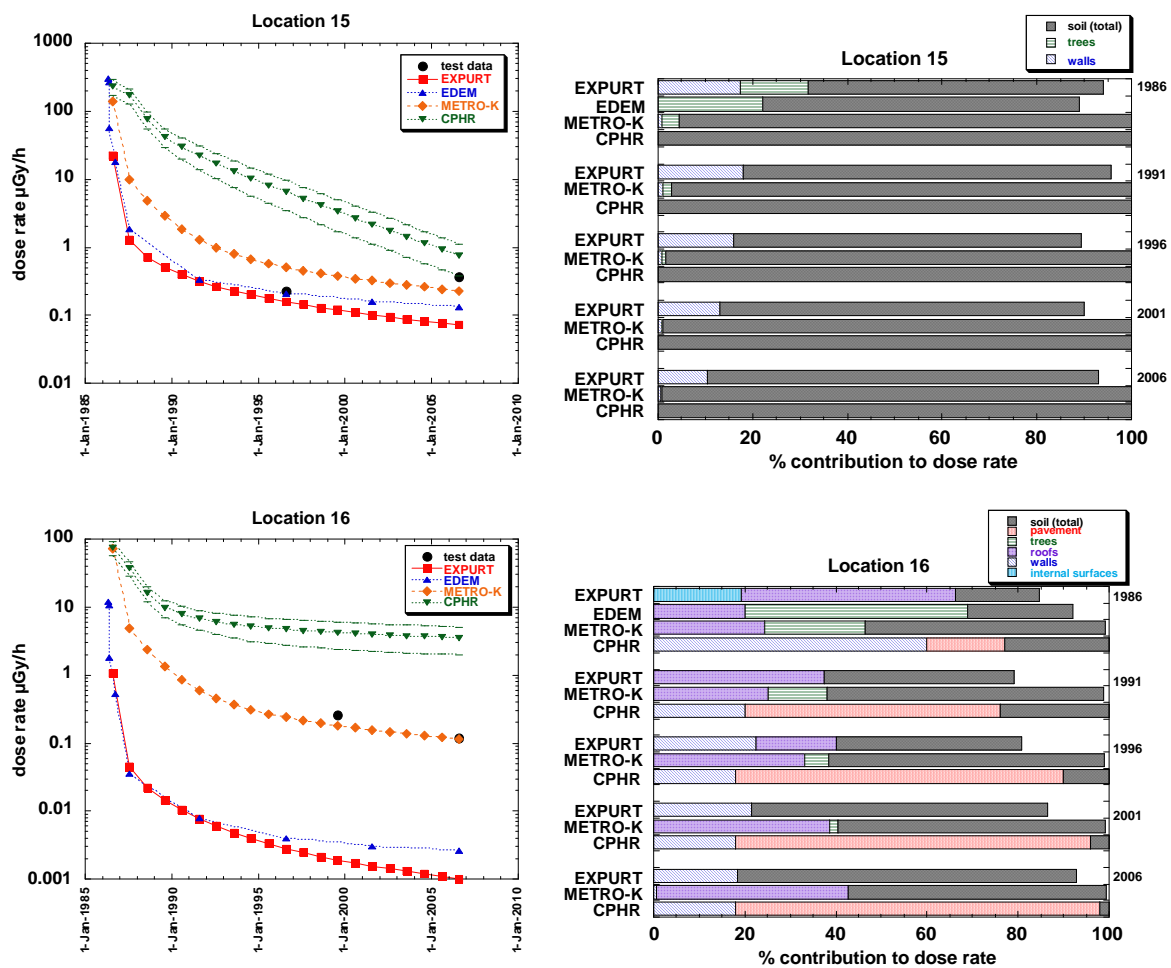 Location 15
1000
100
10
1
0.1
0.01
dose rate µGy/h
test data
EXPURT
EDEM
METRO-K
CPHR
1-Jan-1985
1-Jan-1990
1-Jan-1995
1-Jan-2000
1-Jan-2005
1-Jan-2010
soil (total)
trees
walls
Location 15
EXPURT
EDEM
METRO-K
CPHR
1986
EXPURT
METRO-K
CPHR
1991
EXPURT
METRO-K
CPHR
1996
EXPURT
METRO-K
CPHR
2001
EXPURT
METRO-K
CPHR
2006
0 20 40 60 80 100
% contribution to dose rate
Location 16
100
10
1
0.1
0.01
0.001
dose rate µGy/h
test data
EXPURT
EDEM
METRO-K
CPHR
1-Jan-1985
1-Jan-1990
1-Jan-1995
1-Jan-2000
1-Jan-2005
1-Jan-2010
soil (total)
pavement
trees
roofs
walls
internal surfaces
Location 16
EXPURT
EDEM
METRO-K
CPHR
1986
EXPURT
METRO-K
CPHR
1991
EXPURT
METRO-K
CPHR
1996
EXPURT
METRO-K
CPHR
2001
EXPURT
METRO-K
CPHR
2006
0 20 40 60 80 100
% contribution to dose rate